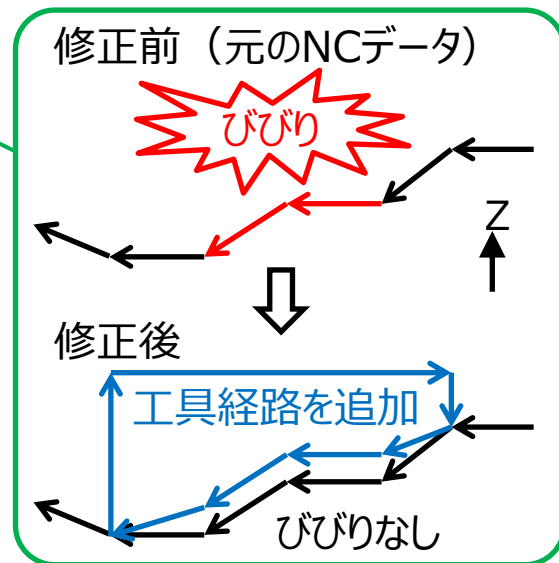 修正前（元のNCデータ）
びびり
Z
修正後
工具経路を追加
びびりなし